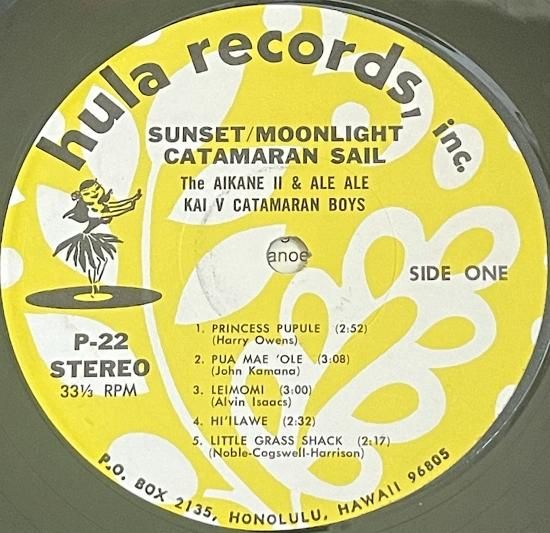 hula records, inc.
SUNSET/MOONLIGHT
CATAMARAN SAIL
The AIKANE II & ALE ALE
KAI V CATAMARAN BOYS
anoe
SIDE ONE
P-22
STEREO
33⅓ RPM
1. PRINCESS PUPULE (2:52)
(Harry Owens)
2. PUA MAE 'OLE (3:08)
(John Kamana)
3. LEIMOMI (3:00)
(Alvin Isaacs)
4. HI'ILAWE (2:32)
5. LITTLE GRASS SHACK (2:17)
(Noble-Cogswell-Harrison)
P.O. BOX 2135, HONOLULU, HAWAII 96805